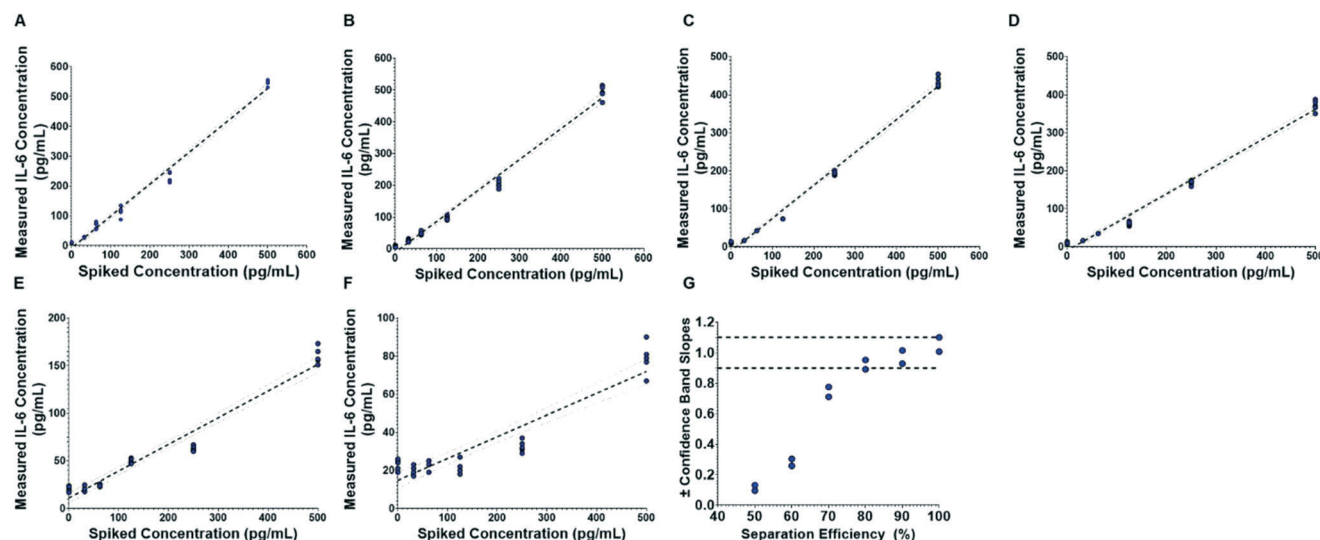 A
Measured IL-6 Concentration
(pg/mL)
600
500
400
300
200
100
0
0 100 200 300 400 500 600
Spiked Concentration (pg/mL)
B
Measured IL-6 Concentration
(pg/mL)
600
500
400
300
200
100
0
0 100 200 300 400 500 600
Spiked Concentration (pg/mL)
C
Measured IL-6 Concentration
(pg/mL)
500
400
300
200
100
0
0 100 200 300 400 500 600
Spiked Concentration (pg/mL)
D
Measured IL-6 Concentration
(pg/mL)
500
400
300
200
100
0
0 100 200 300 400 500
Spiked Concentration (pg/mL)
E
Measured IL-6 Concentration
(pg/mL)
200
150
100
50
0
0 100 200 300 400 500
Spiked Concentration (pg/mL)
F
Measured IL-6 Concentration
(pg/mL)
100
80
60
40
20
0
0 100 200 300 400 500
Spiked Concentration (pg/mL)
G
± Confidence Band Slopes
1.2
1.0
0.8
0.6
0.4
0.2
0.0
40 50 60 70 80 90 100
Separation Efficiency (%)